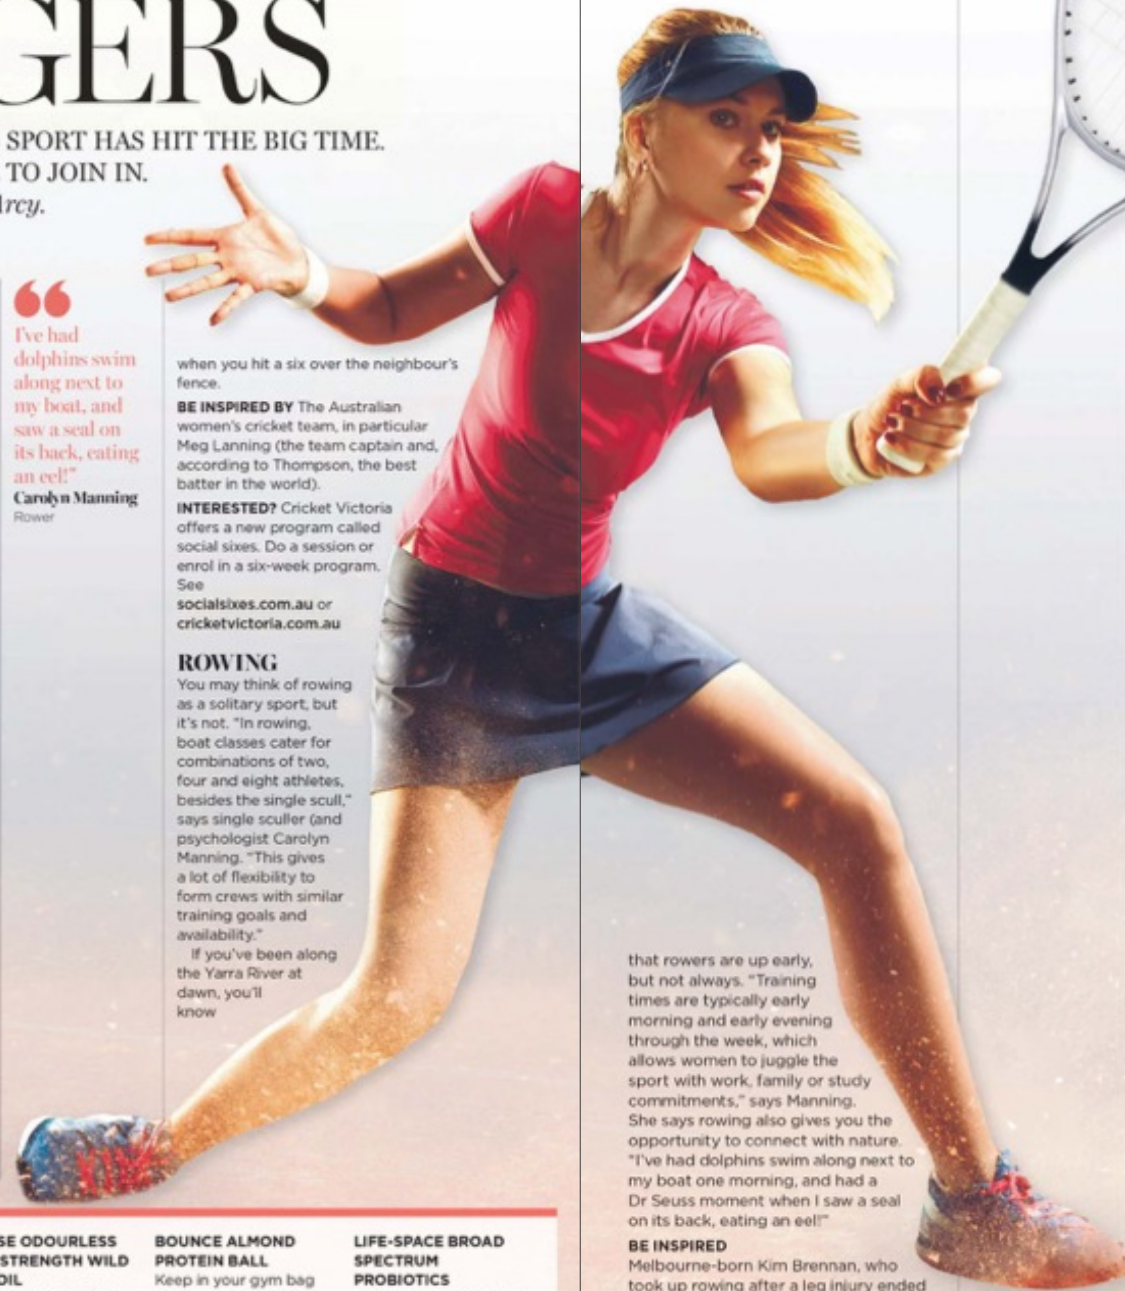 GERS
SPORT HAS HIT THE BIG TIME.
TO JOIN IN.
rcy.
“
I’ve had
dolphins swim
along next to
my boat, and
saw a seal on
its back, eating
an eel!”
Carolyn Manning
Rower
when you hit a six over the neighbour’s
fence.
BE INSPIRED BY The Australian
women’s cricket team, in particular
Meg Lanning (the team captain and,
according to Thompson, the best
batter in the world).
INTERESTED? Cricket Victoria
offers a new program called
social sixes. Do a session or
enrol in a six-week program.
See
socialsixes.com.au or
cricketvictoria.com.au
ROWING
You may think of rowing
as a solitary sport, but
it’s not. “In rowing,
boat classes cater for
combinations of two,
four and eight athletes,
besides the single scull,”
says single sculler (and
psychologist Carolyn
Manning. “This gives
a lot of flexibility to
form crews with similar
training goals and
availability.”
If you’ve been along
the Yarra River at
dawn, you’ll
know
that rowers are up early,
but not always. “Training
times are typically early
morning and early evening
through the week, which
allows women to juggle the
sport with work, family or study
commitments,” says Manning.
She says rowing also gives you the
opportunity to connect with nature.
“I’ve had dolphins swim along next to
my boat one morning, and had a
Dr Seuss moment when I saw a seal
on its back, eating an eel!”
BE INSPIRED
Melbourne-born Kim Brennan, who
took up rowing after a leg injury ended
SE ODOURLESS
STRENGTH WILD
OIL
BOUNCE ALMOND
PROTEIN BALL
Keep in your gym bag
LIFE-SPACE BROAD
SPECTRUM
PROBIOTICS